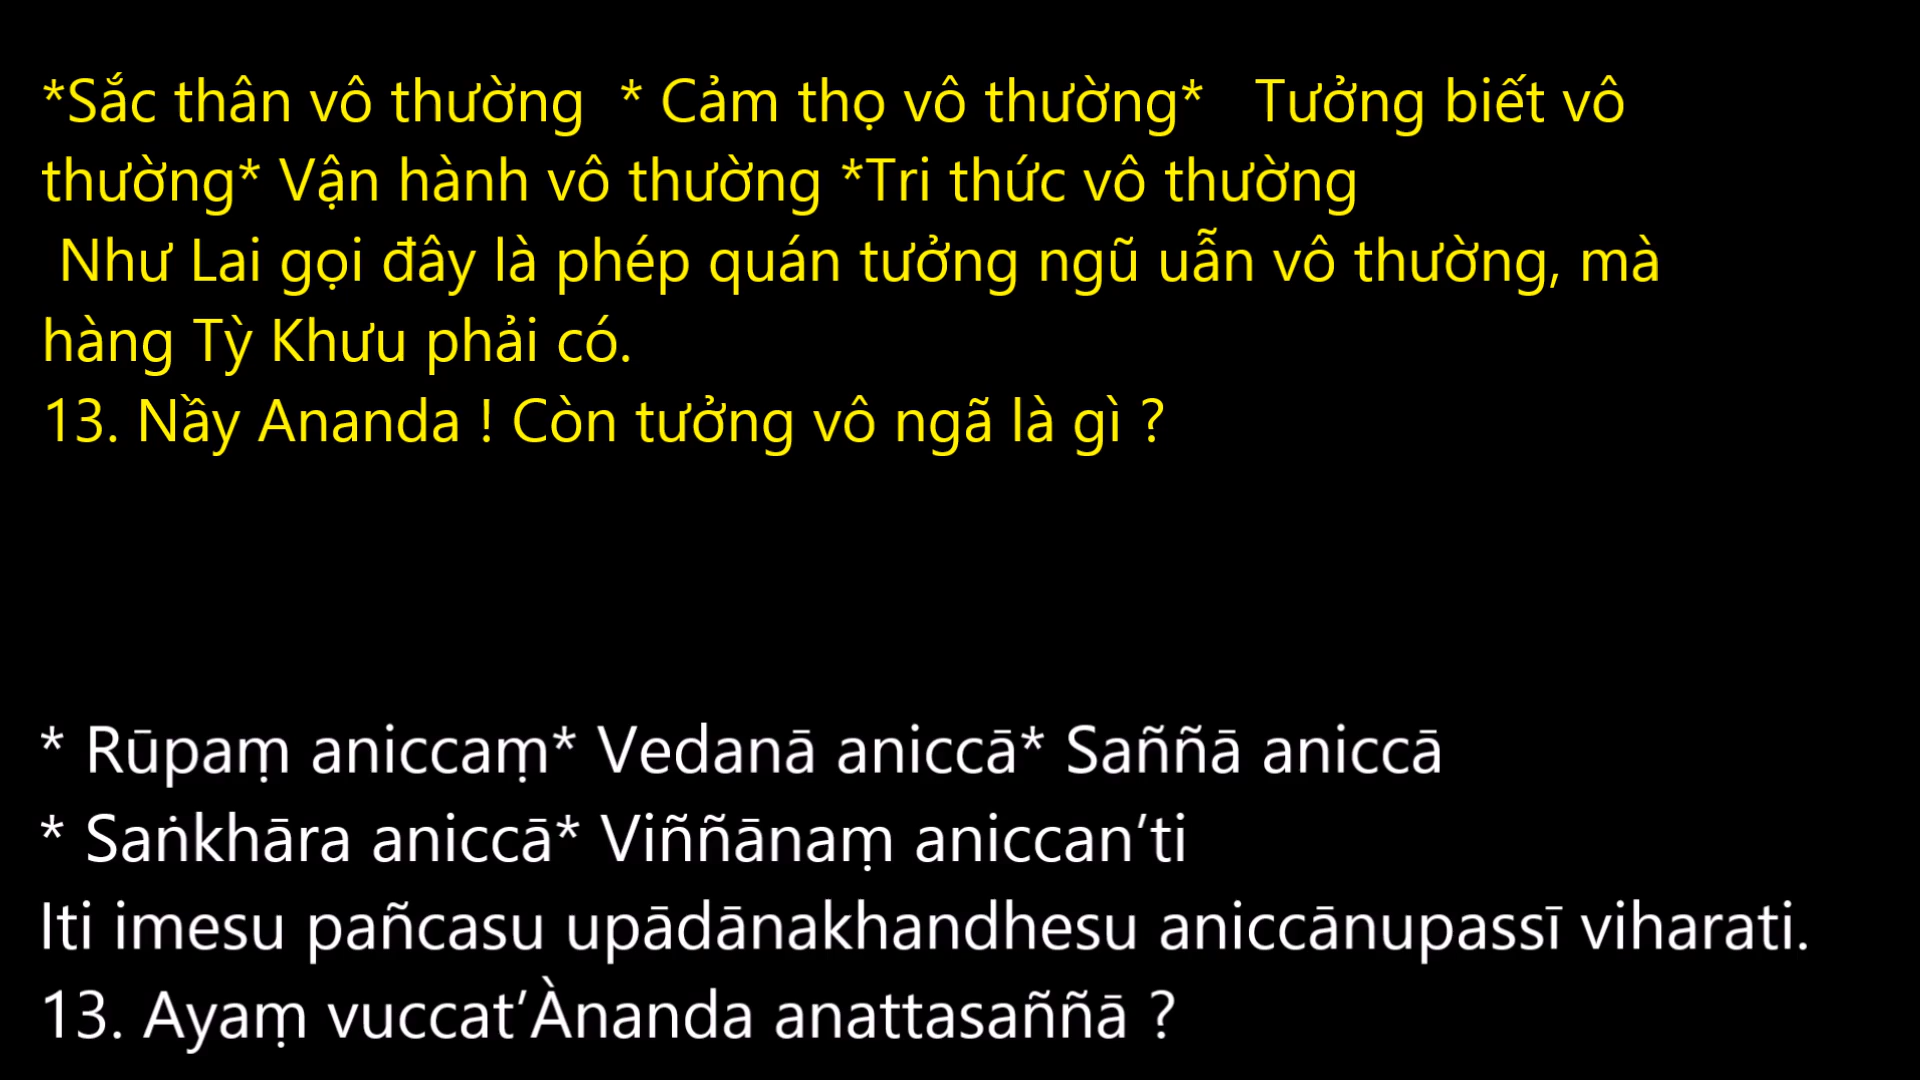 *Sắc thân vô thường  * Cảm thọ vô thường*   Tưởng biết vô
thường* Vận hành vô thường *Tri thức vô thường
Như Lai gọi đây là phép quán tưởng ngũ uẩn vô thường, mà
hàng Tỳ Khưu phải có.
13. Nầy Ananda ! Còn tưởng vô ngã là gì ?
* Rūpaṃ aniccaṃ* Vedanā aniccā* Saññā aniccā
* Saṅkhāra aniccā* Viññānaṃ aniccan’ti
Iti imesu pañcasu upādānakhandhesu aniccānupassī viharati.
13. Ayaṃ vuccat’Ànanda anattasaññā ?